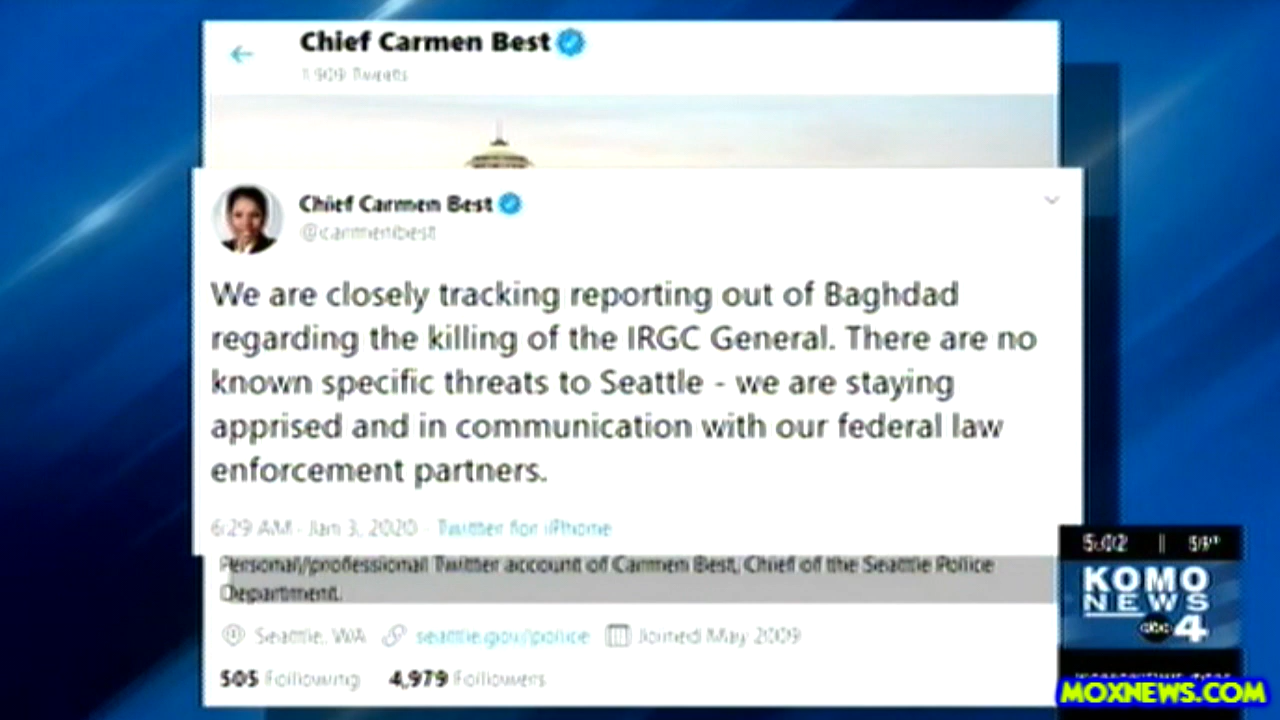 Chief Carmen Best
1,909 Tweets
Chief Carmen Best
@carmenbest
We are closely tracking reporting out of Baghdad
regarding the killing of the IRGC General. There are no
known specific threats to Seattle - we are staying
apprised and in communication with our federal law
enforcement partners.
6:29 AM - Jan 3, 2020 · Twitter for iPhone
Personal/professional Twitter account of Carmen Best, Chief of the Seattle Police
Department.
Seattle, WA seattle.gov/police Joined May 2009
505 Following 4,979 Followers
5:02 | 59°
KOMO
NEWS
abc 4
MOXNEWS.COM